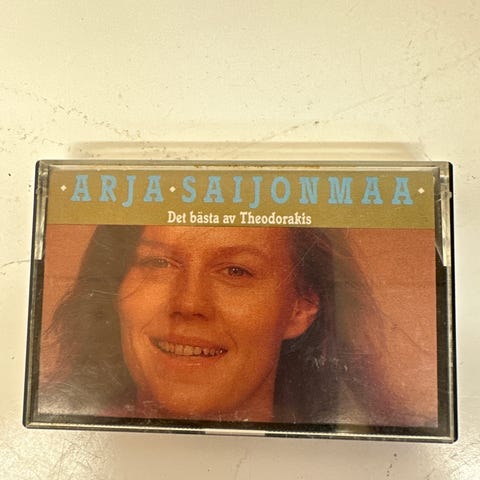 · ARJA · SAIJONMAA ·
Det bästa av Theodorakis